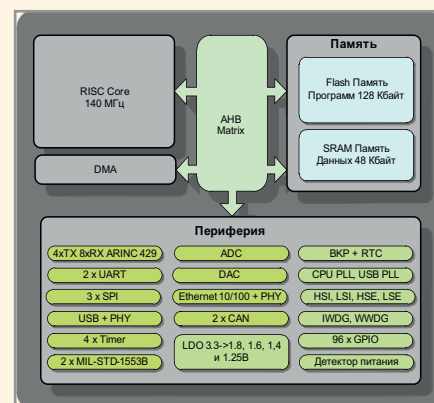 RISC Core
140 МГц
DMA
AHB
Matrix
Память
Flash Память
Программ 128 Кбайт
SRAM Память
Данных 48 Кбайт
Периферия
4xTX 8xRX ARINC 429
2 x UART
3 x SPI
USB + PHY
4 x Timer
2 x MIL-STD-1553B
ADC
DAC
Ethernet 10/100 + PHY
2 x CAN
LDO 3.3->1.8, 1.6, 1,4
и 1.25В
BKP + RTC
CPU PLL, USB PLL
HSI, LSI, HSE, LSE
IWDG, WWDG
96 x GPIO
Детектор питания